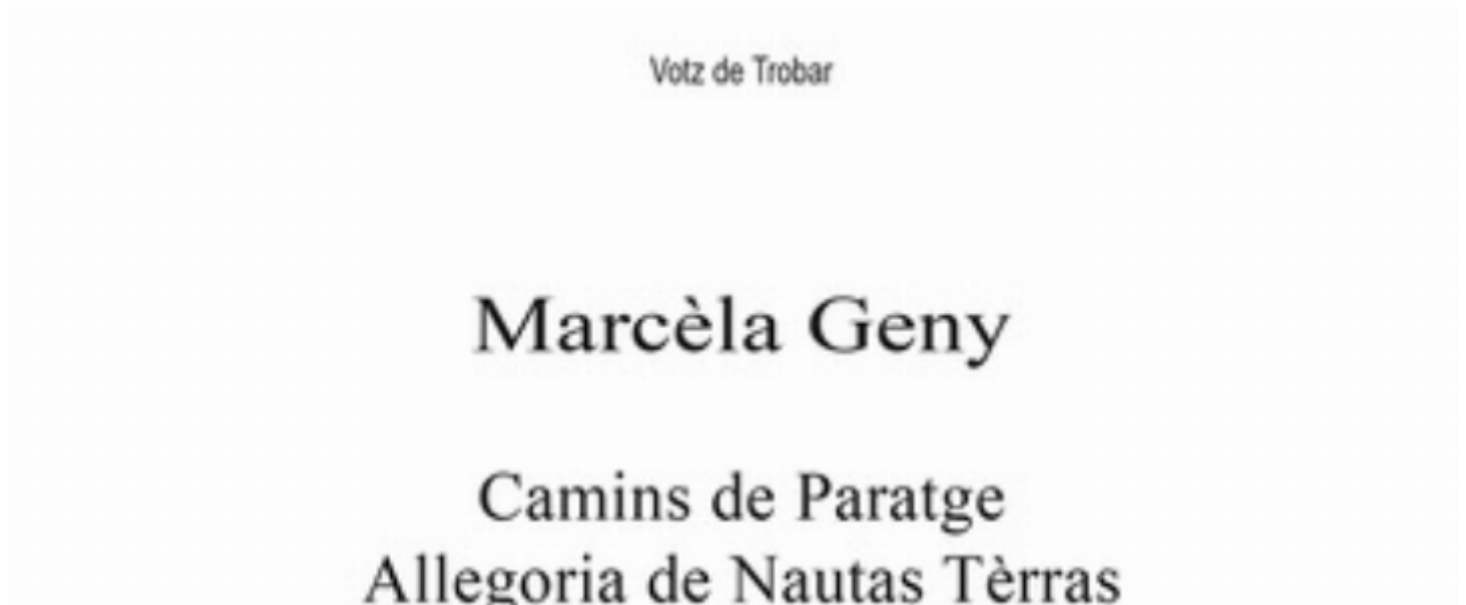 Votz de Trobar
Marcèla Geny
Camins de Paratge
Allegoria de Nautas Tèrras